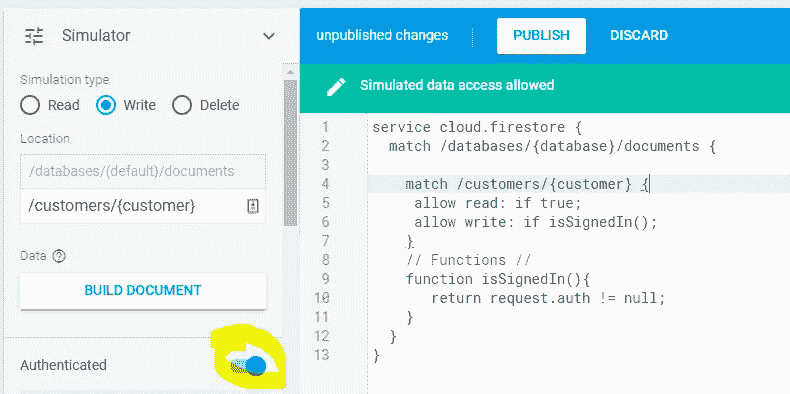 Simulator
Simulation type
Read Write Delete
Location
/databases/(default)/documents
/customers/{customer}
Data
BUILD DOCUMENT
Authenticated
unpublished changes PUBLISH DISCARD
Simulated data access allowed
1 service cloud.firestore {
2 match /databases/{database}/documents {
3
4 match /customers/{customer} {
5 allow read: if true;
6 allow write: if isSignedIn();
7 }
8 // Functions //
9 function isSignedIn(){
10 return request.auth != null;
11 }
12 }
13 }